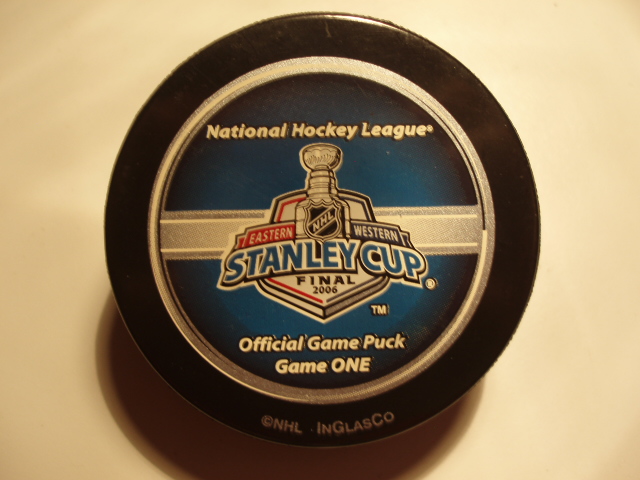 National Hockey League®
NHL
EASTERN WESTERN
STANLEY CUP®
FINAL
2006
TM
Official Game Puck
Game ONE
©NHL InGlasCo